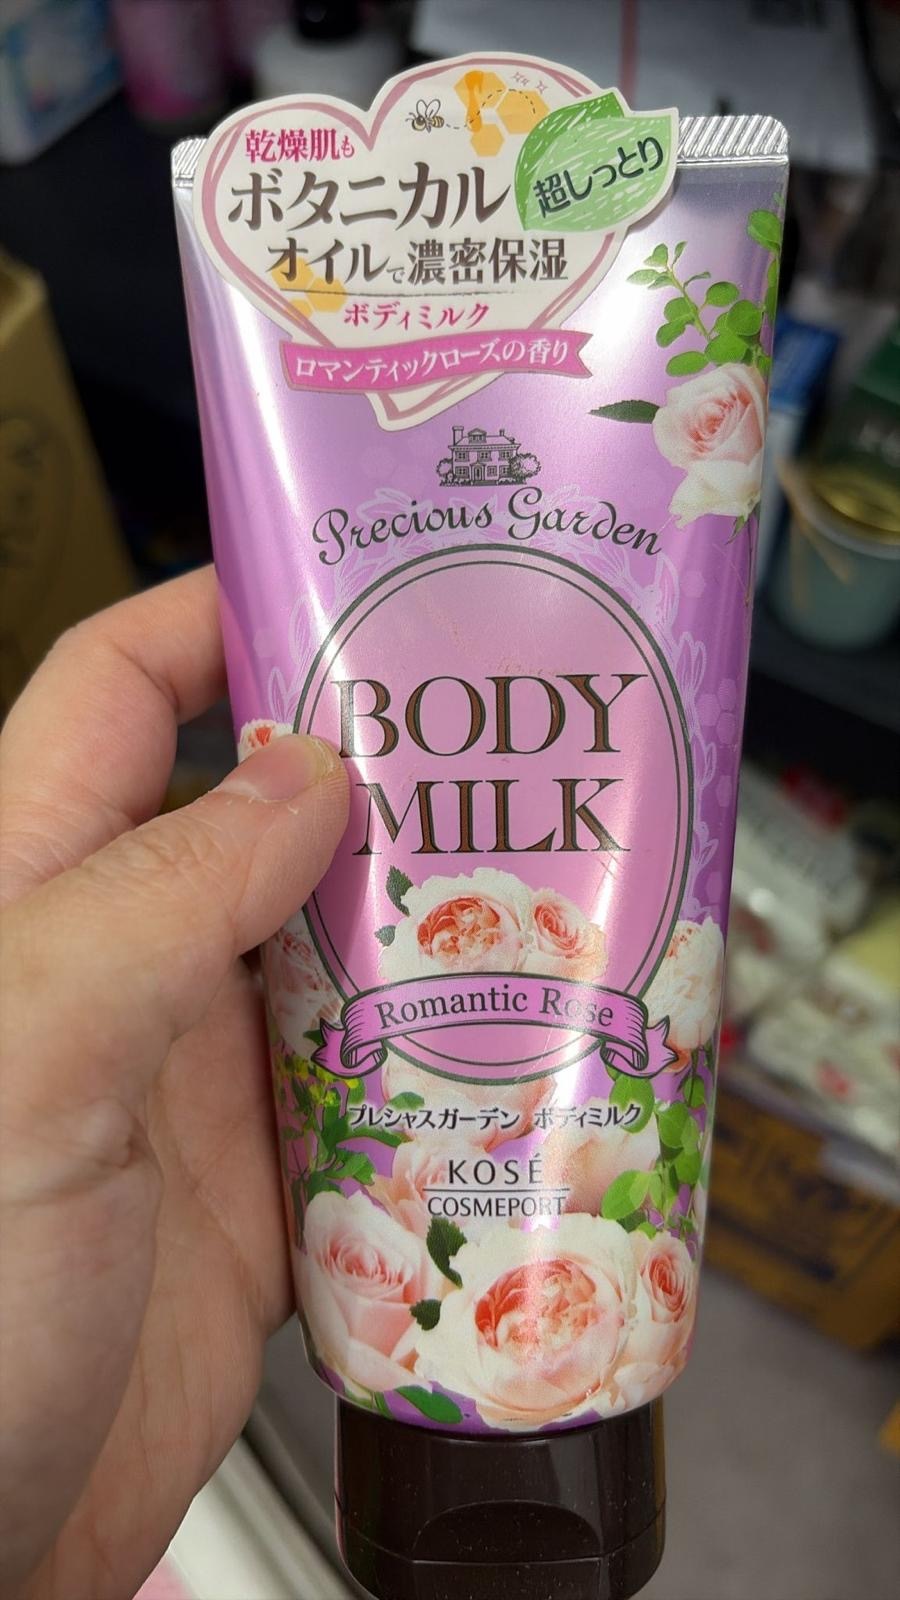 乾燥肌も
ボタニカル
超しっとり
オイルで濃密保湿
ボディミルク
ロマンティックローズの香り
Precious Garden
BODY
MILK
Romantic Rose
プレシャスガーデン ボディミルク
KOSÉ
COSMEPORT